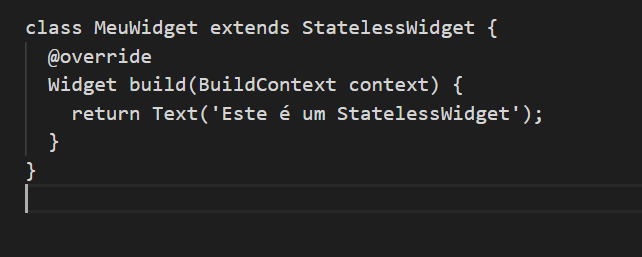 class MeuWidget extends StatelessWidget {
  @override
  Widget build(BuildContext context) {
    return Text('Este é um StatelessWidget');
  }
}